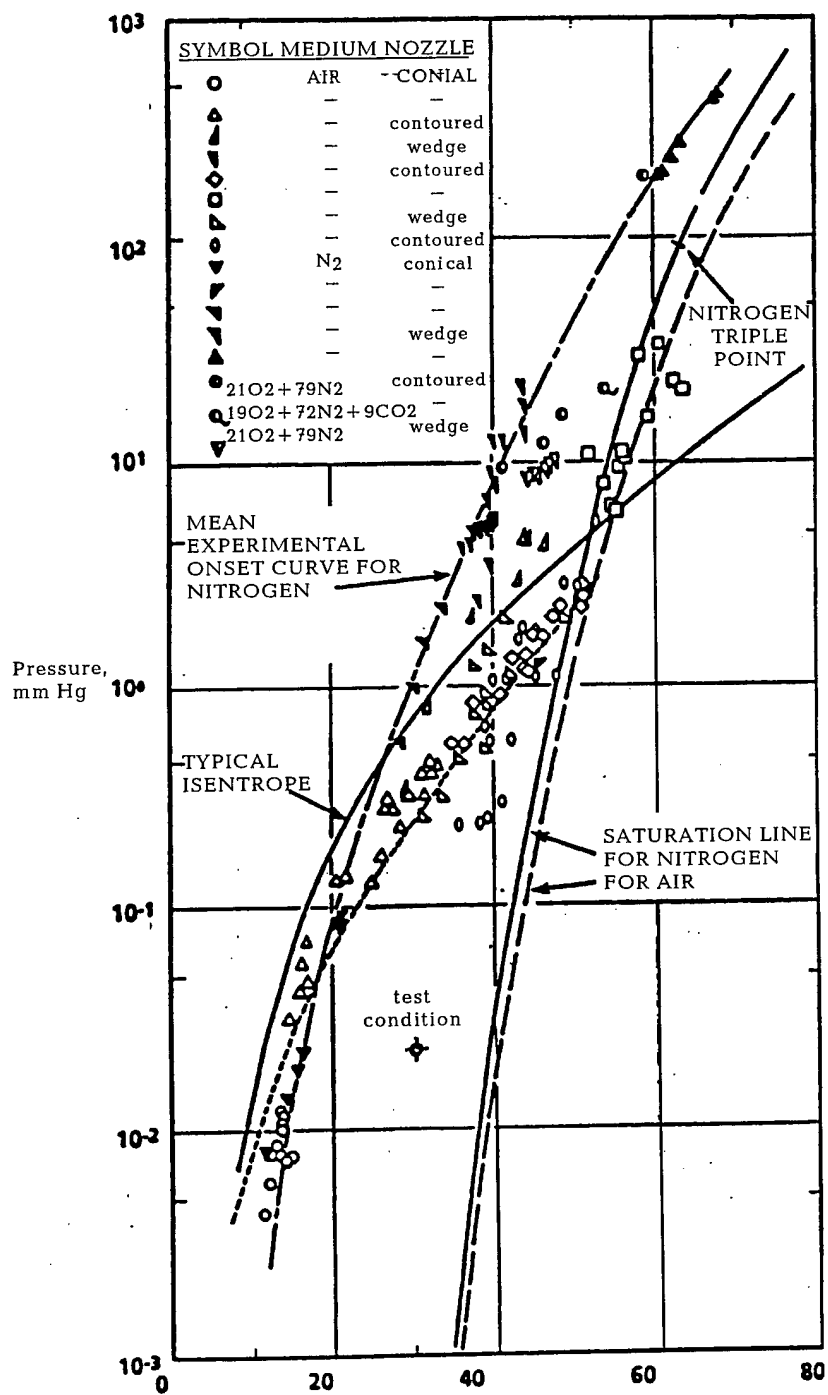 10³
SYMBOL MEDIUM NOZZLE
AIR CONIAL
– –
– contoured
– wedge
– contoured
– –
– wedge
– contoured
N2 conical
– –
–
– wedge
– –
21O2+79N2 contoured
19O2+72N2+9CO2 –
21O2+79N2 wedge
10²
NITROGEN
TRIPLE
POINT
10¹
MEAN
EXPERIMENTAL
ONSET CURVE FOR
NITROGEN
Pressure,
mm Hg
10⁰
TYPICAL
ISENTROPE
SATURATION LINE
FOR NITROGEN
FOR AIR
10-1
test
condition
10-2
10-3
0 20 40 60 80